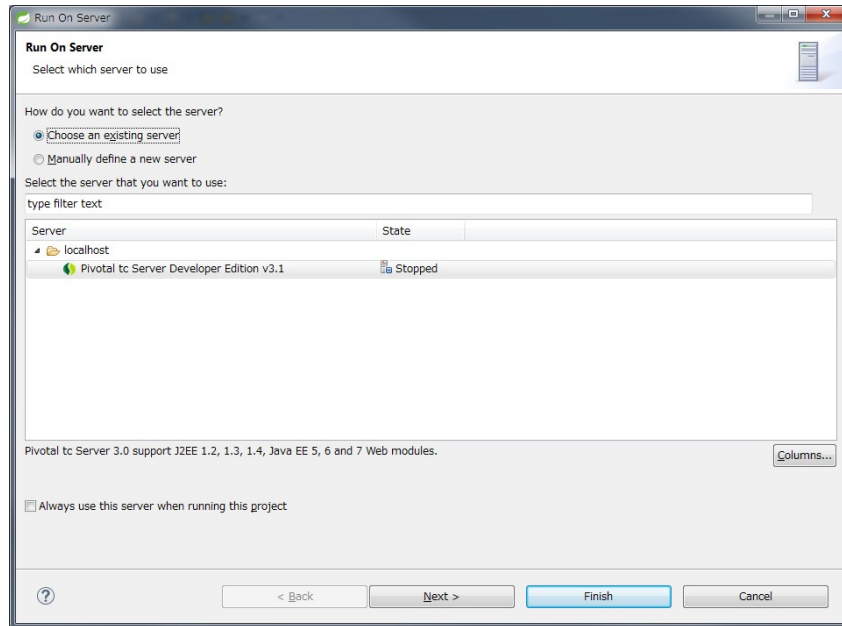 Run On Server
Run On Server
Select which server to use
How do you want to select the server?
Choose an existing server
Manually define a new server
Select the server that you want to use:
type filter text
Server State
localhost
Pivotal tc Server Developer Edition v3.1 Stopped
Pivotal tc Server 3.0 support J2EE 1.2, 1.3, 1.4, Java EE 5, 6 and 7 Web modules.
Columns...
Always use this server when running this project
? < Back Next > Finish Cancel